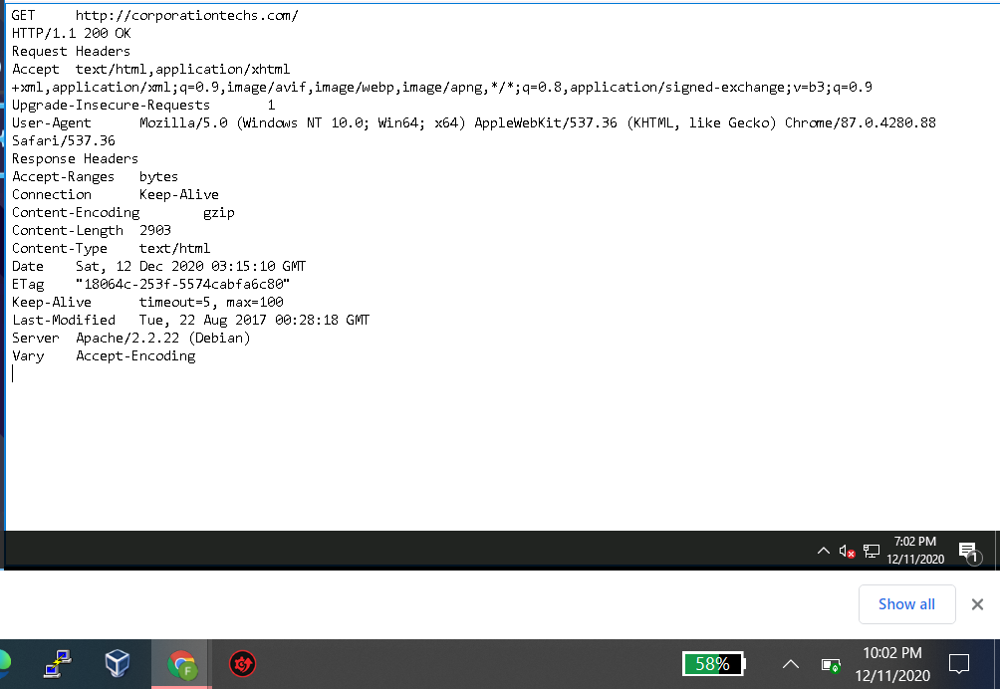 GET http://corporationtechs.com/
HTTP/1.1 200 OK
Request Headers
Accept text/html,application/xhtml
+xml,application/xml;q=0.9,image/avif,image/webp,image/apng,*/*;q=0.8,application/signed-exchange;v=b3;q=0.9
Upgrade-Insecure-Requests 1
User-Agent Mozilla/5.0 (Windows NT 10.0; Win64; x64) AppleWebKit/537.36 (KHTML, like Gecko) Chrome/87.0.4280.88
Safari/537.36
Response Headers
Accept-Ranges bytes
Connection Keep-Alive
Content-Encoding gzip
Content-Length 2903
Content-Type text/html
Date Sat, 12 Dec 2020 03:15:10 GMT
ETag "18064c-253f-5574cabfa6c80"
Keep-Alive timeout=5, max=100
Last-Modified Tue, 22 Aug 2017 00:28:18 GMT
Server Apache/2.2.22 (Debian)
Vary Accept-Encoding
7:02 PM
12/11/2020
1
Show all
F
58%
10:02 PM
12/11/2020